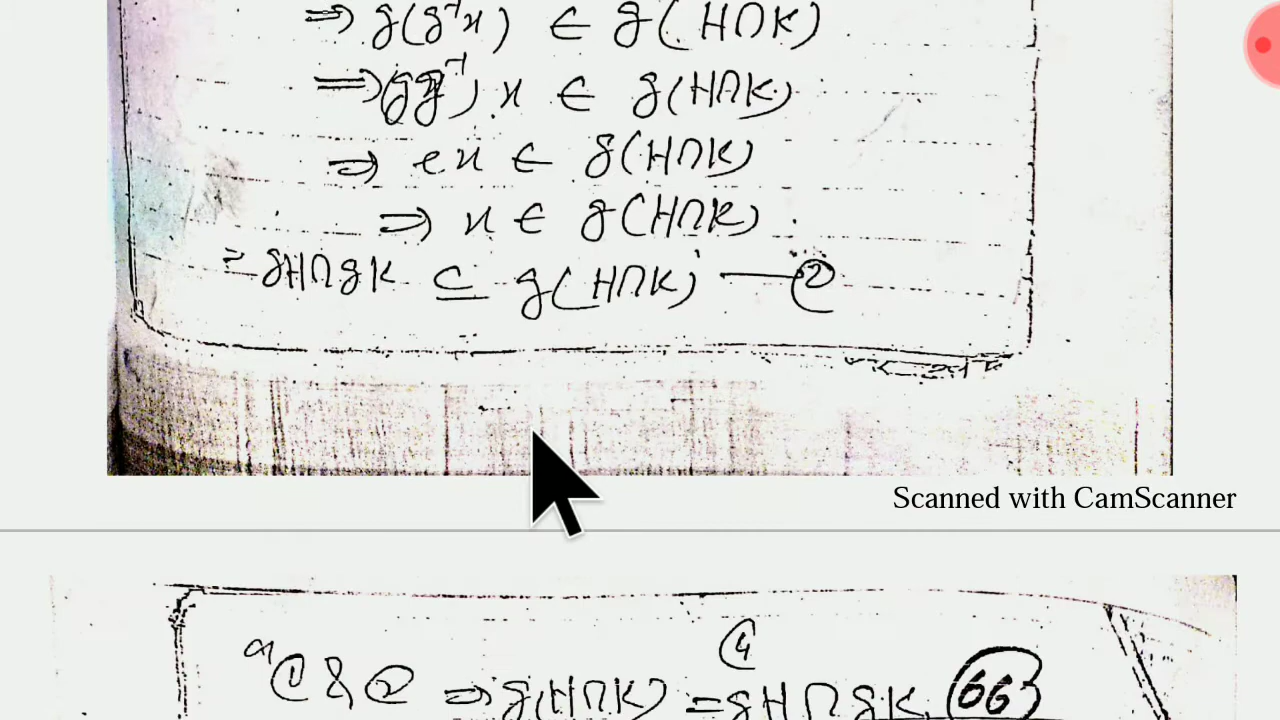 ⇒ g(g⁻¹x) ∈ g(H∩K)
⇒ (gg⁻¹)x ∈ g(H∩K)
⇒ ex ∈ g(H∩K)
⇒ x ∈ g(H∩K)
= gH∩gK ⊆ g(H∩K) — ②
Scanned with CamScanner
④
① & ② ⇒ g(H∩K) = gH∩gK. 66